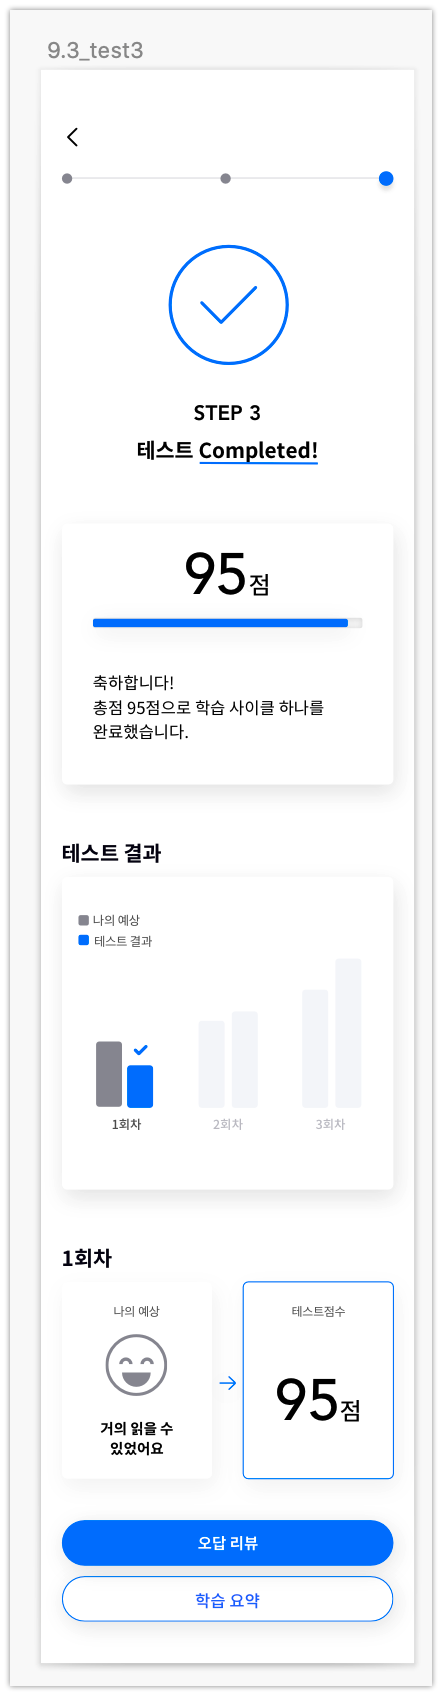 9.3_test3
STEP 3
테스트 Completed!
95점
축하합니다!
총점 95점으로 학습 사이클 하나를
완료했습니다.
테스트 결과
나의 예상
테스트 결과
1회차
2회차
3회차
1회차
나의 예상
거의 읽을 수
있었어요
테스트점수
95점
오답 리뷰
학습 요약